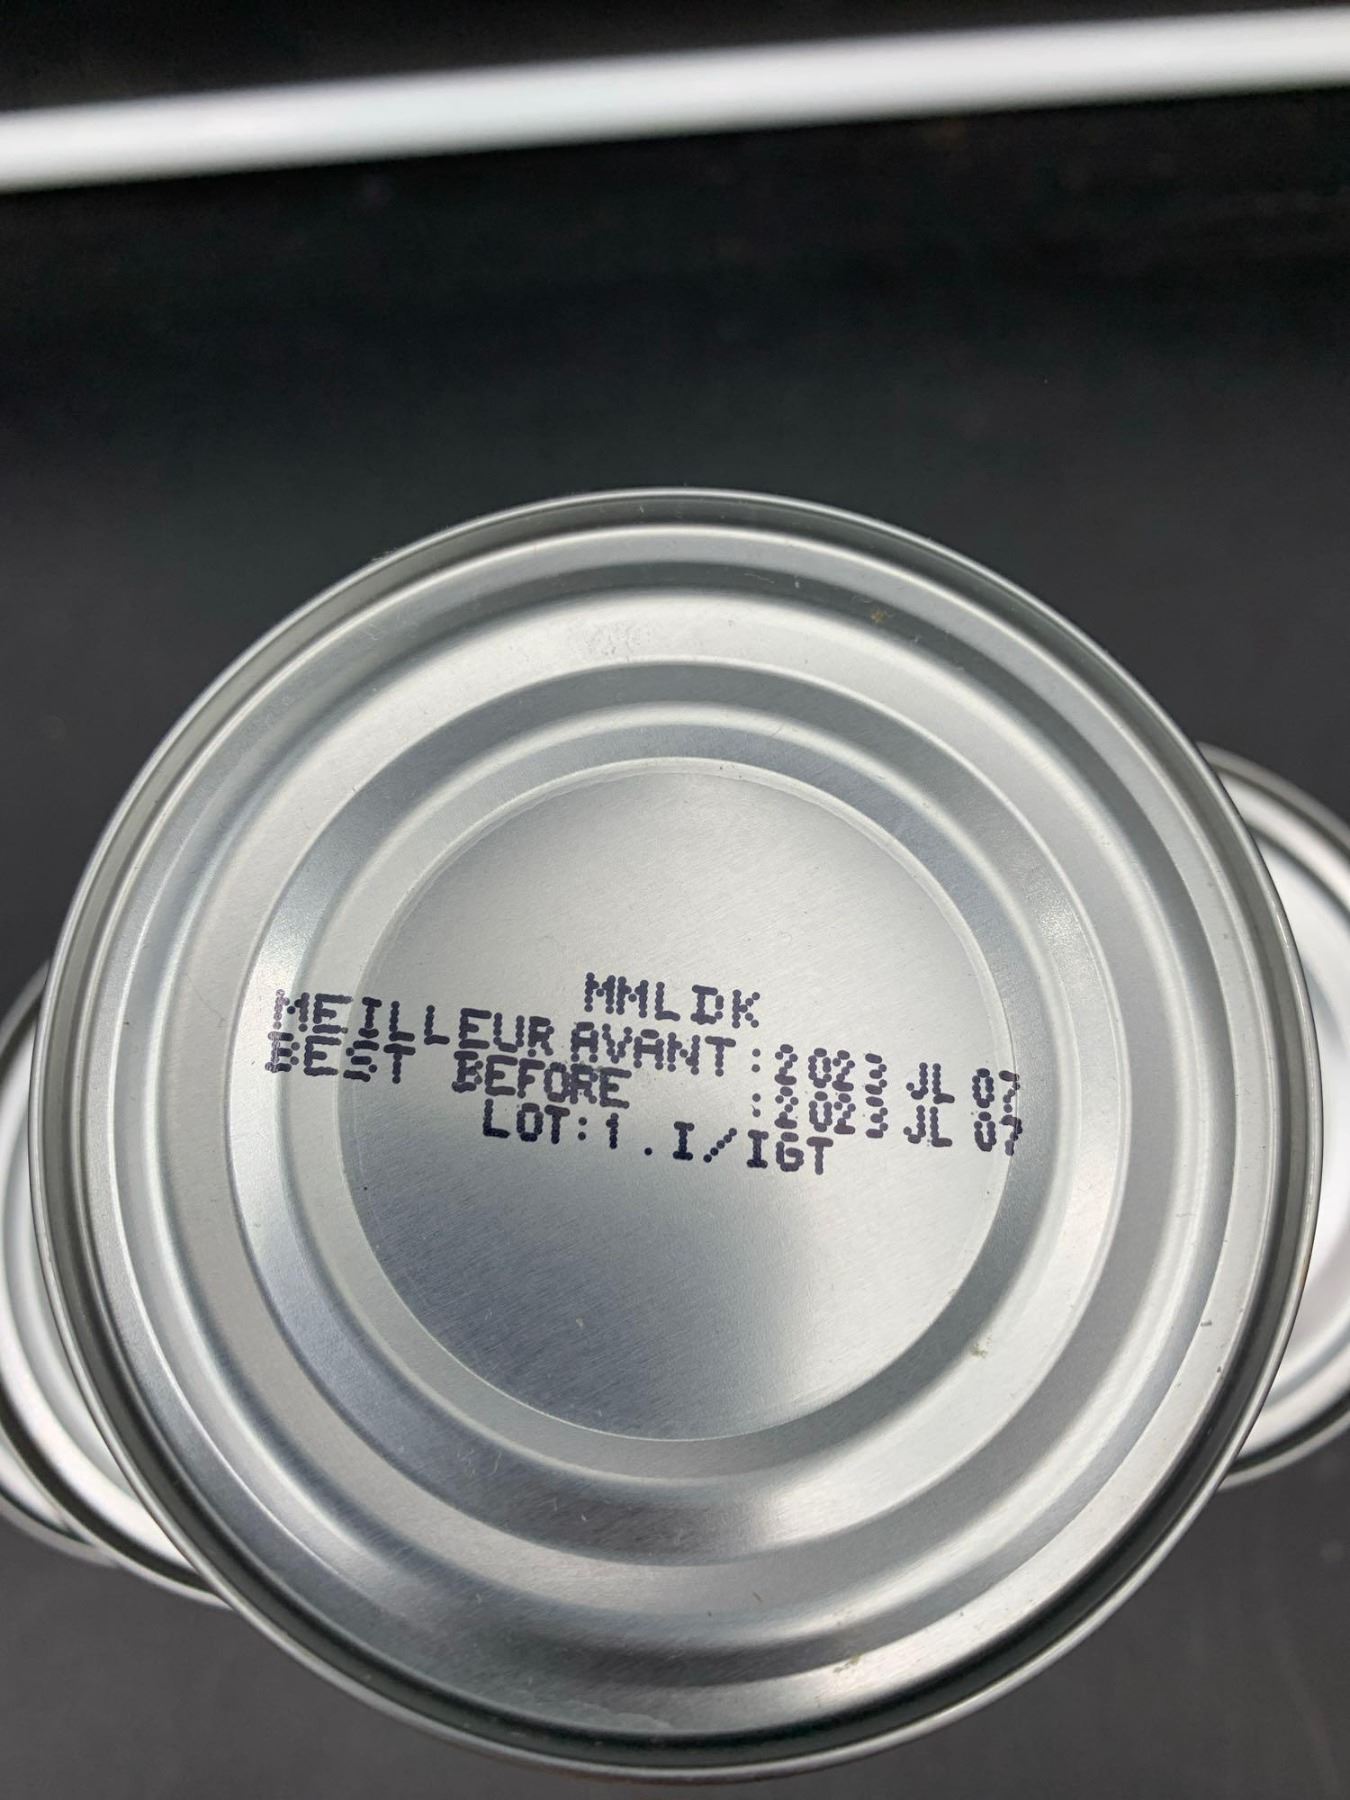 MMLDK
MEILLEUR AVANT:2023 JL 07
BEST BEFORE :2023 JL 07
LOT:1.I/IGT